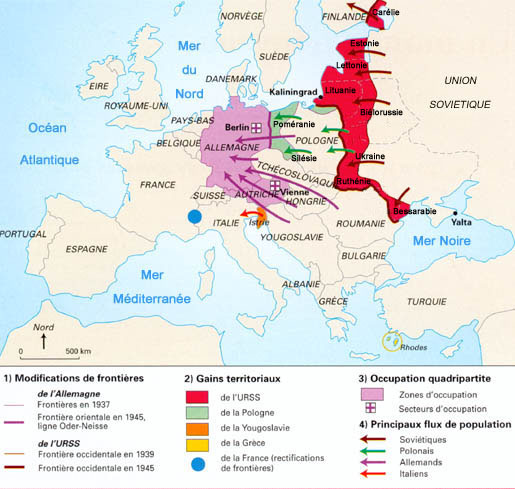 NORVÈGE
FINLANDE
Carélie
SUÈDE
Mer
du
Nord
Estonie
Lettonie
DANEMARK
Kaliningrad
Lituanie
UNION
SOVIETIQUE
EIRE
ROYAUME-UNI
PAYS-BAS
Biélorussie
Berlin
Poméranie
POLOGNE
Océan
Atlantique
BELGIQUE
ALLEMAGNE
Silésie
Ukraine
TCHECOSLOVAQUIE
FRANCE
Vienne
Ruthénie
SUISSE
AUTRICHE
HONGRIE
Bessarabie
Yalta
ITALIE
Istrie
ROUMANIE
Mer Noire
PORTUGAL
ESPAGNE
YOUGOSLAVIE
BULGARIE
Mer
Méditerranée
ALBANIE
GRÈCE
TURQUIE
Nord
Rhodes
0 500 km
1) Modifications de frontières
de l'Allemagne
Frontières en 1937
Frontière orientale en 1945,
ligne Oder-Neisse
de l'URSS
Frontière occidentale en 1939
Frontière occidentale en 1945
2) Gains territoriaux
de l'URSS
de la Pologne
de la Yougoslavie
de la Grèce
de la France (rectifications
de frontières)
3) Occupation quadripartite
Zones d'occupation
Secteurs d'occupation
4) Principaux flux de population
Soviétiques
Polonais
Allemands
Italiens